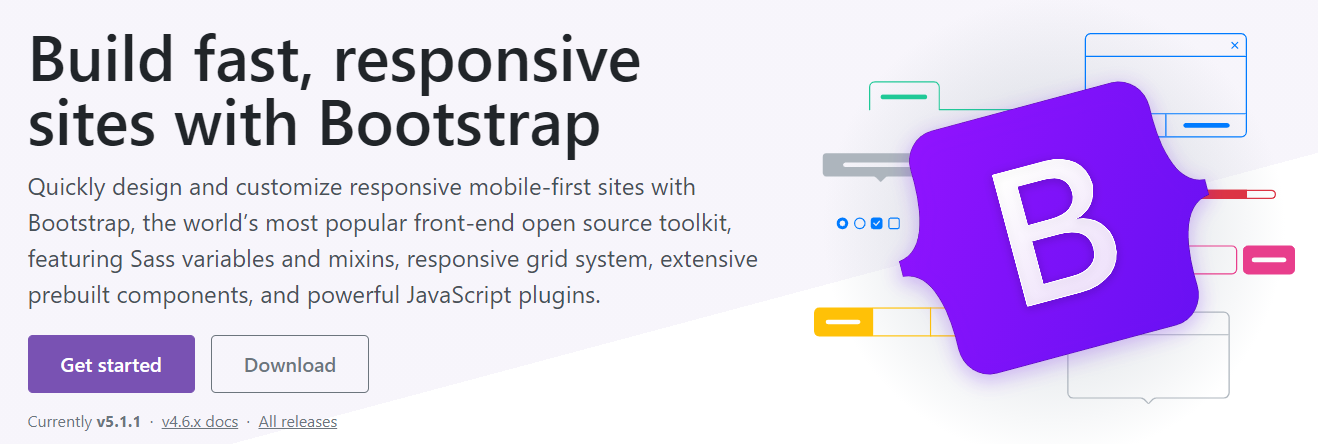 Build fast, responsive
sites with Bootstrap
Quickly design and customize responsive mobile-first sites with
Bootstrap, the world’s most popular front-end open source toolkit,
featuring Sass variables and mixins, responsive grid system, extensive
prebuilt components, and powerful JavaScript plugins.
Get started Download
Currently v5.1.1 · v4.6.x docs · All releases
B